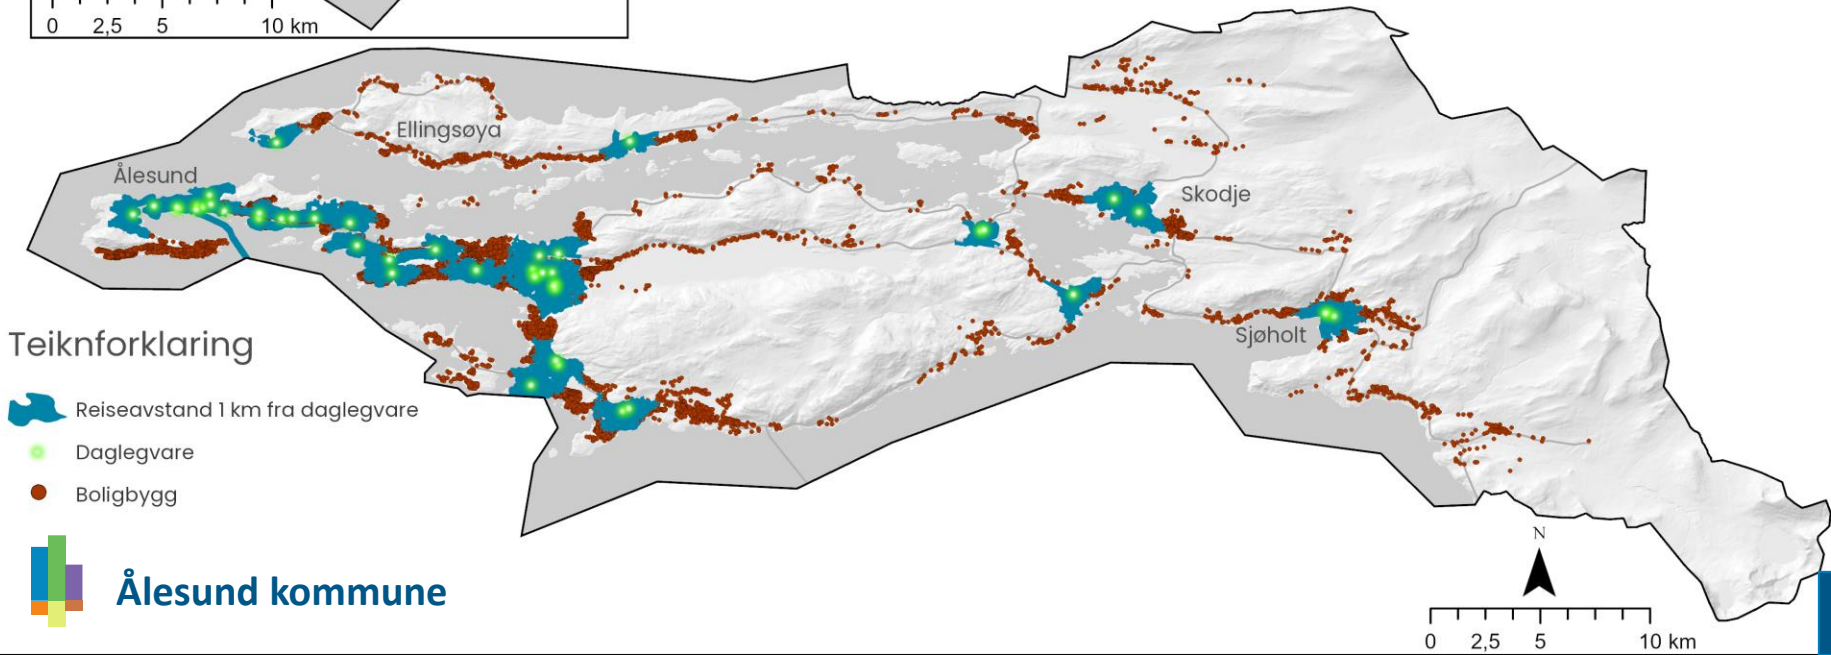 0 2,5 5 10 km
Ellingsøya
Ålesund
Skodje
Sjøholt
Teiknforklaring
Reiseavstand 1 km fra daglegvare
Daglegvare
Boligbygg
Ålesund kommune
N
0 2,5 5 10 km